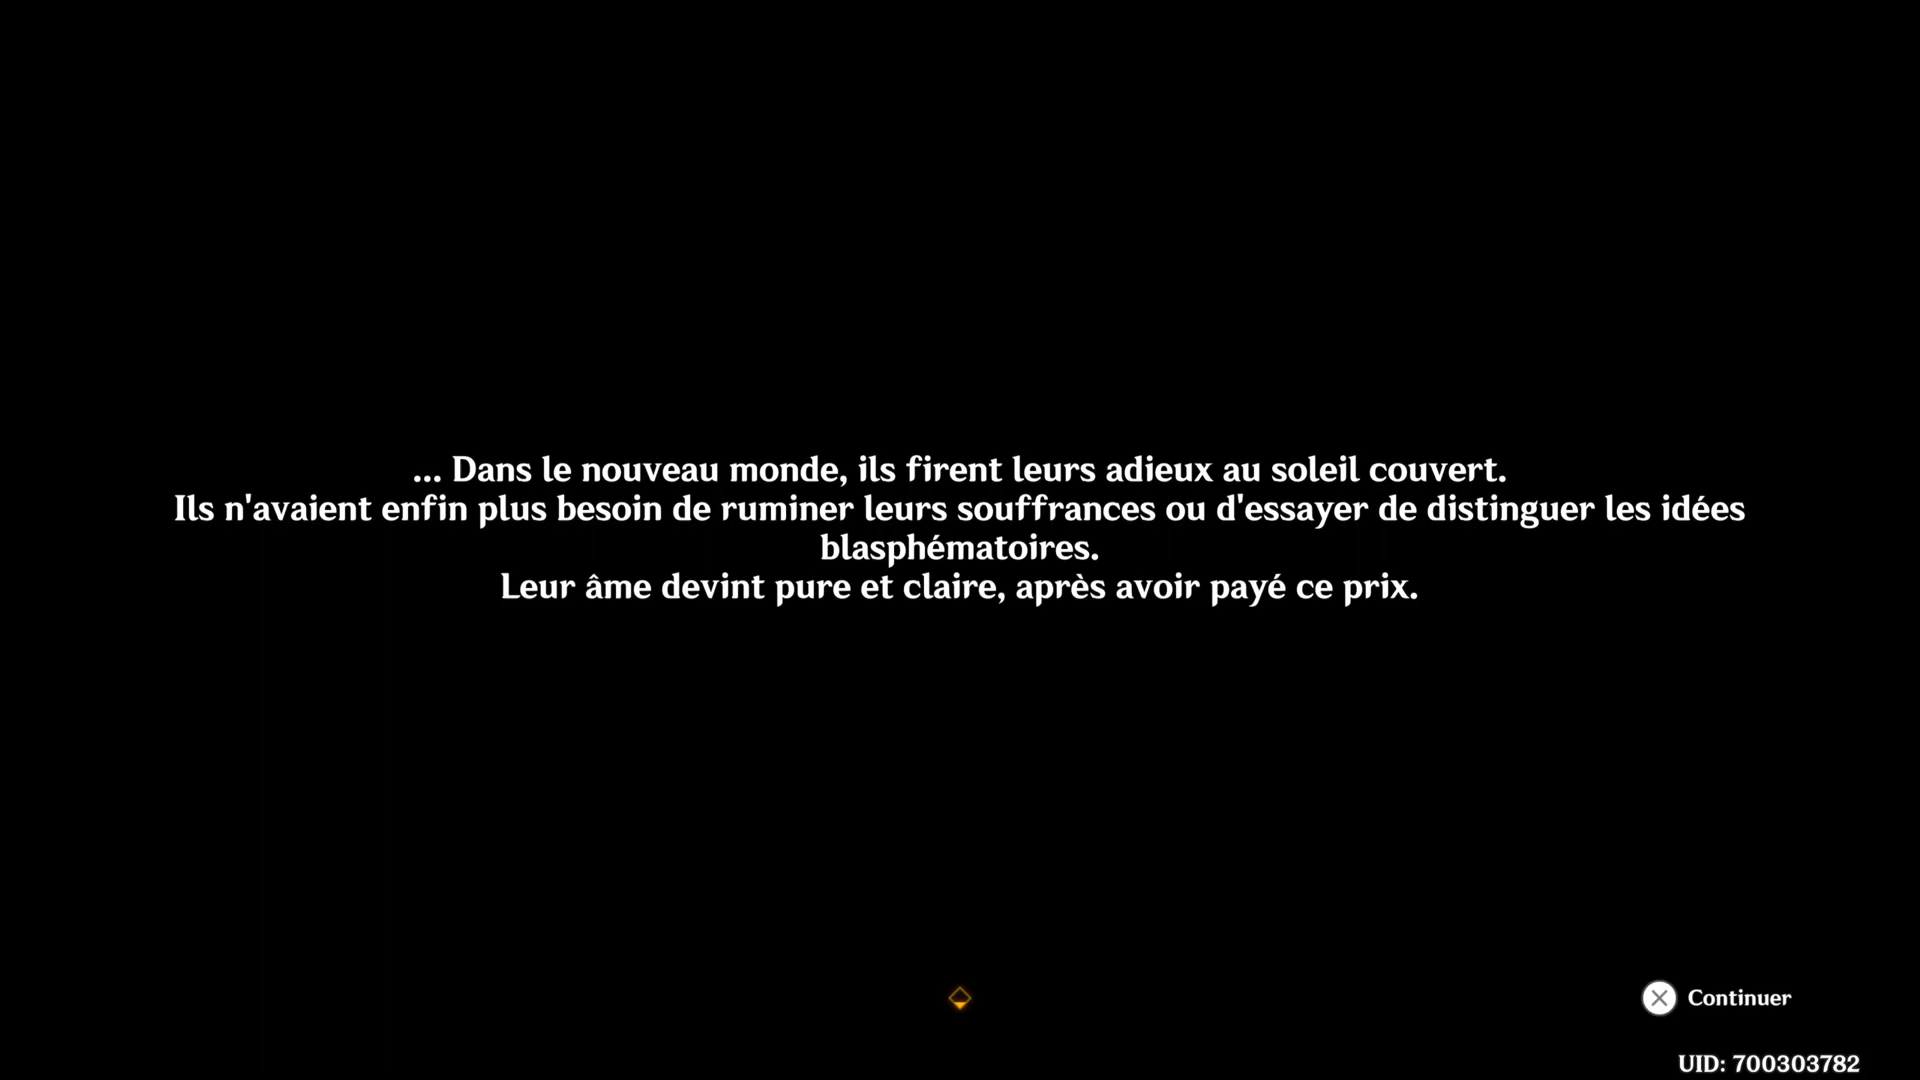 ... Dans le nouveau monde, ils firent leurs adieux au soleil couvert.
Ils n'avaient enfin plus besoin de ruminer leurs souffrances ou d'essayer de distinguer les idées
blasphématoires.
Leur âme devint pure et claire, après avoir payé ce prix.
Continuer
UID: 700303782